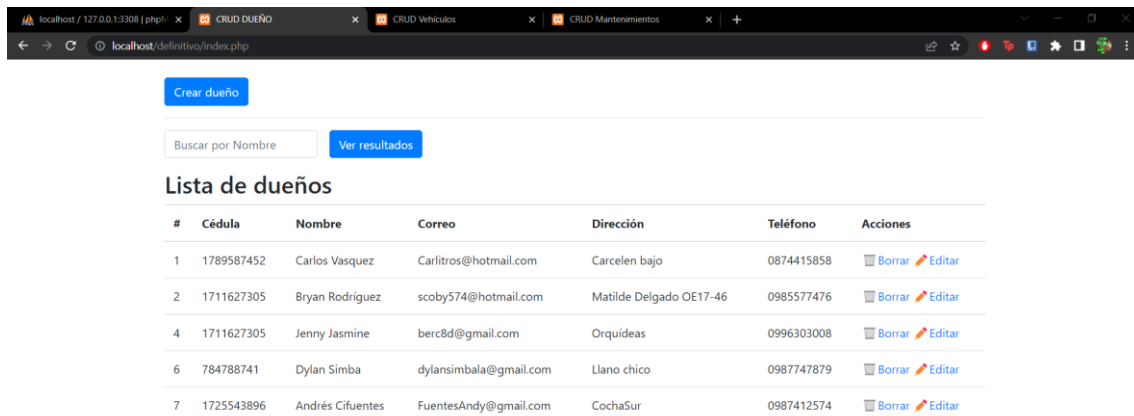 localhost / 127.0.0.1:3308 | phpM CRUD DUEÑO CRUD Vehículos CRUD Mantenimientos
localhost/definitivo/index.php
Crear dueño
Buscar por Nombre Ver resultados
Lista de dueños
# Cédula Nombre Correo Dirección Teléfono Acciones
1 1789587452 Carlos Vasquez Carlitros@hotmail.com Carcelen bajo 0874415858 Borrar Editar
2 1711627305 Bryan Rodríguez scoby574@hotmail.com Matilde Delgado OE17-46 0985577476 Borrar Editar
4 1711627305 Jenny Jasmine berc8d@gmail.com Orquídeas 0996303008 Borrar Editar
6 784788741 Dylan Simba dylansimbala@gmail.com Llano chico 0987747879 Borrar Editar
7 1725543896 Andrés Cifuentes FuentesAndy@gmail.com CochaSur 0987412574 Borrar Editar